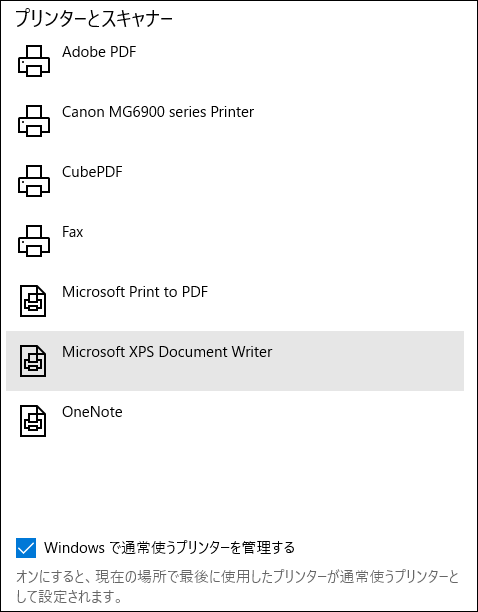 プリンターとスキャナー
Adobe PDF
Canon MG6900 series Printer
CubePDF
Fax
Microsoft Print to PDF
Microsoft XPS Document Writer
OneNote
Windows で通常使うプリンターを管理する
オンにすると、現在の場所で最後に使用したプリンターが通常使うプリンターと
して設定されます。